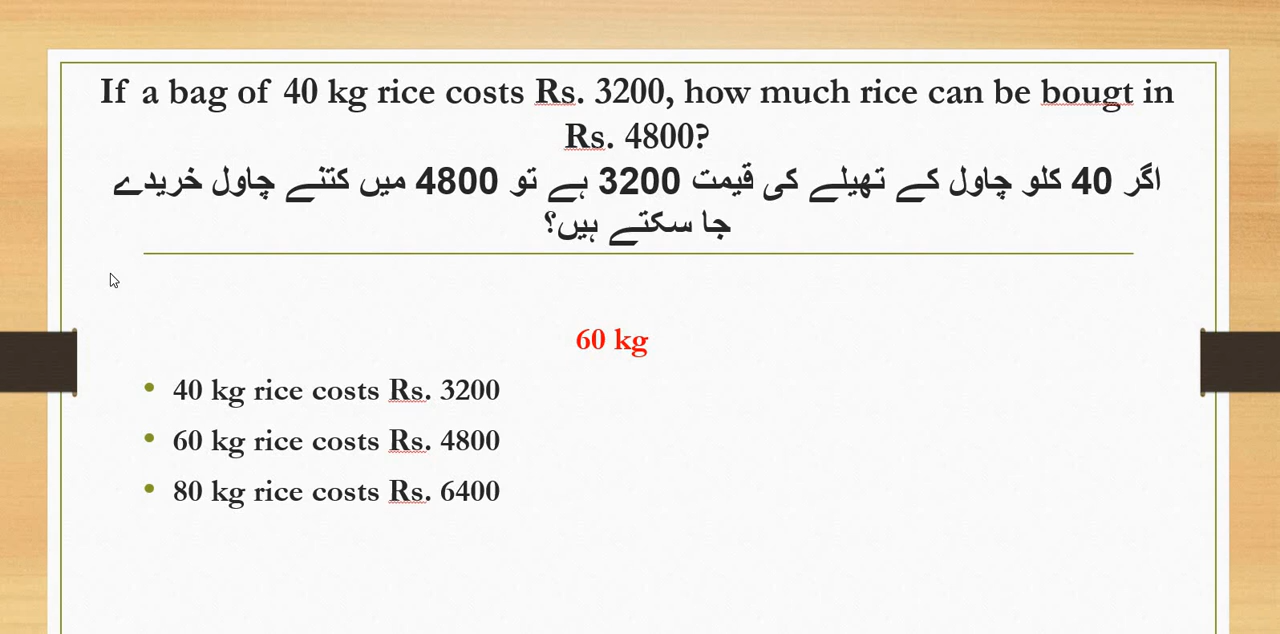 If a bag of 40 kg rice costs Rs. 3200, how much rice can be bougt in
Rs. 4800?
اگر 40 کلو چاول کے تھیلے کی قیمت 3200 ہے تو 4800 میں کتنے چاول خریدے
جا سکتے ہیں؟
60 kg
• 40 kg rice costs Rs. 3200
• 60 kg rice costs Rs. 4800
• 80 kg rice costs Rs. 6400